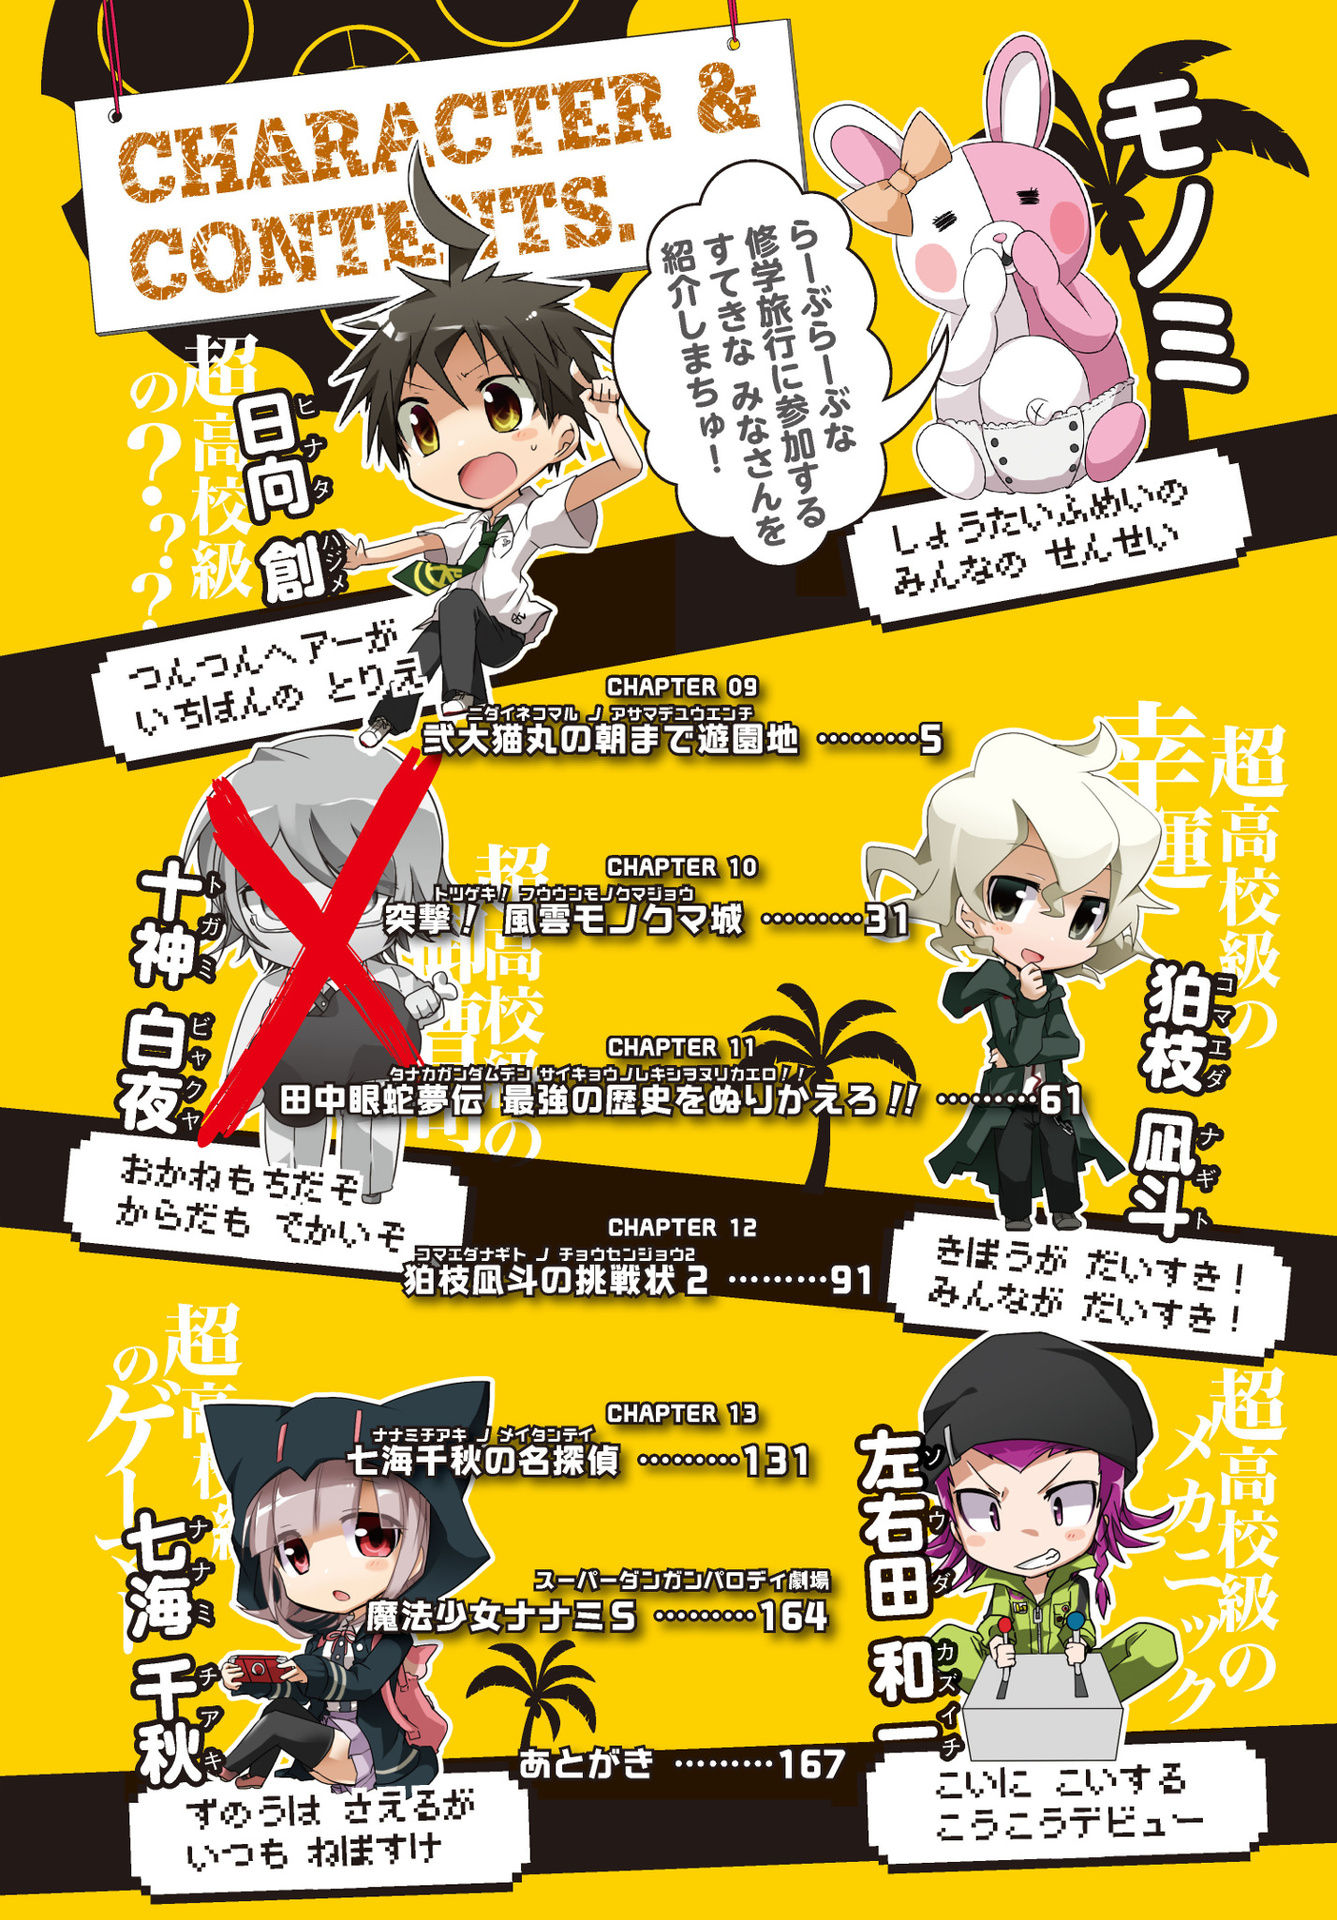 CHARACTER &
CONTENTS.
モノミ
らーぶらーぶな
修学旅行に参加する
すてきな みなさんを
紹介しまちゅ！
しょうたいふめいの
みんなの せんせい
超高校級
の？？？
日向 創
ヒナタ ハジメ
つんつんヘアーが
いちばんの とりえ
CHAPTER 09
ニダイネコマル ノ アサマデユウエンチ
弐大猫丸の朝まで遊園地 ………5
超高校級の
幸運
狛枝 凪斗
コマエダ ナギト
きぼうが だいすき！
みんなが だいすき！
超高校級の
十神 白夜
トガミ ビャクヤ
おかねもちだぞ
からだも でかいぞ
CHAPTER 10
トツゲキ！ フウウンモノクマジョウ
突撃！ 風雲モノクマ城 ………31
CHAPTER 11
タナカガンダムデン サイキョウノレキシヲヌリカエロ！！
田中眼蛇夢伝 最強の歴史をぬりかえろ！！ ………61
CHAPTER 12
コマエダナギト ノ チョウセンジョウ2
狛枝凪斗の挑戦状２ ………91
CHAPTER 13
ナナミチアキ ノ メイタンテイ
七海千秋の名探偵 ………131
スーパーダンガンパロディ劇場
魔法少女ナナミS ………164
あとがき ………167
超高校級
のゲーマー
七海 千秋
ナナミ チアキ
ずのうは さえるが
いつも ねぼすけ
超高校級の
メカニック
左右田 和一
ソウダ カズイチ
こいに こいする
こうこうデビュー